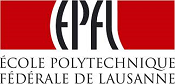 EPFL
ÉCOLE POLYTECHNIQUE
FÉDÉRALE DE LAUSANNE